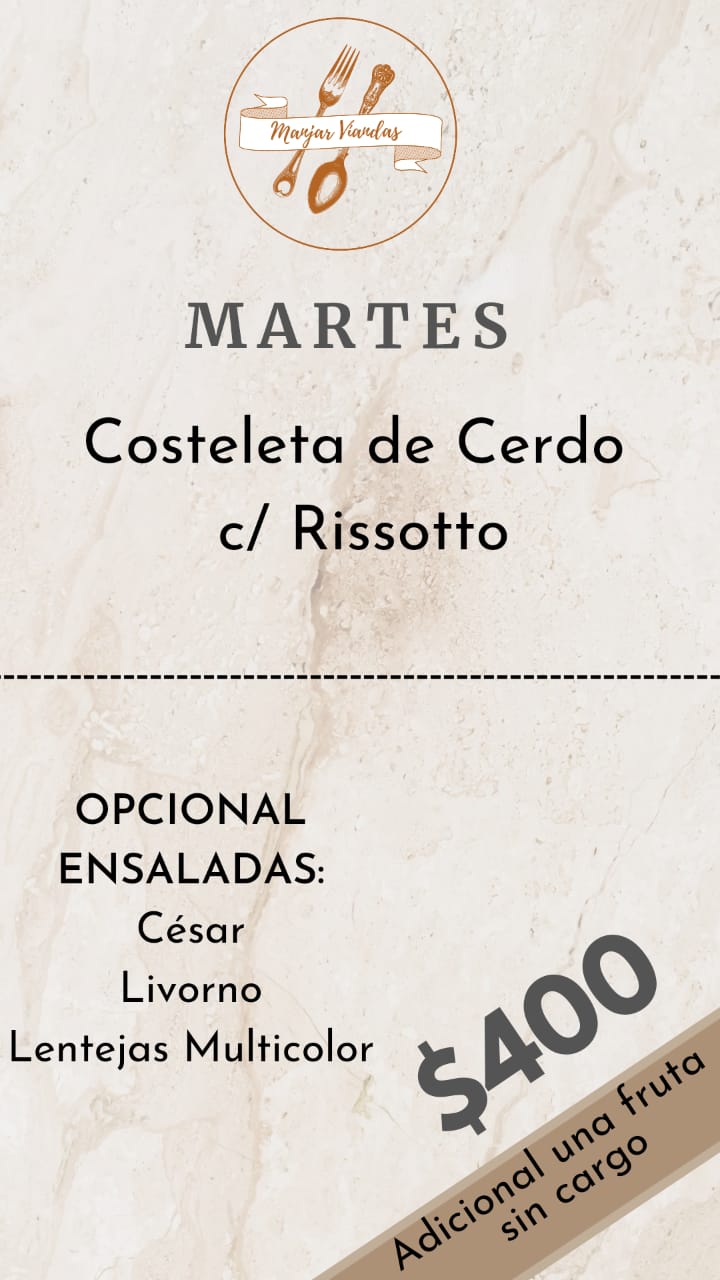 Manjar Viandas
MARTES
Costeleta de Cerdo
c/ Rissotto
OPCIONAL
ENSALADAS:
César
Livorno
Lentejas Multicolor
$400
Adicional una fruta
sin cargo